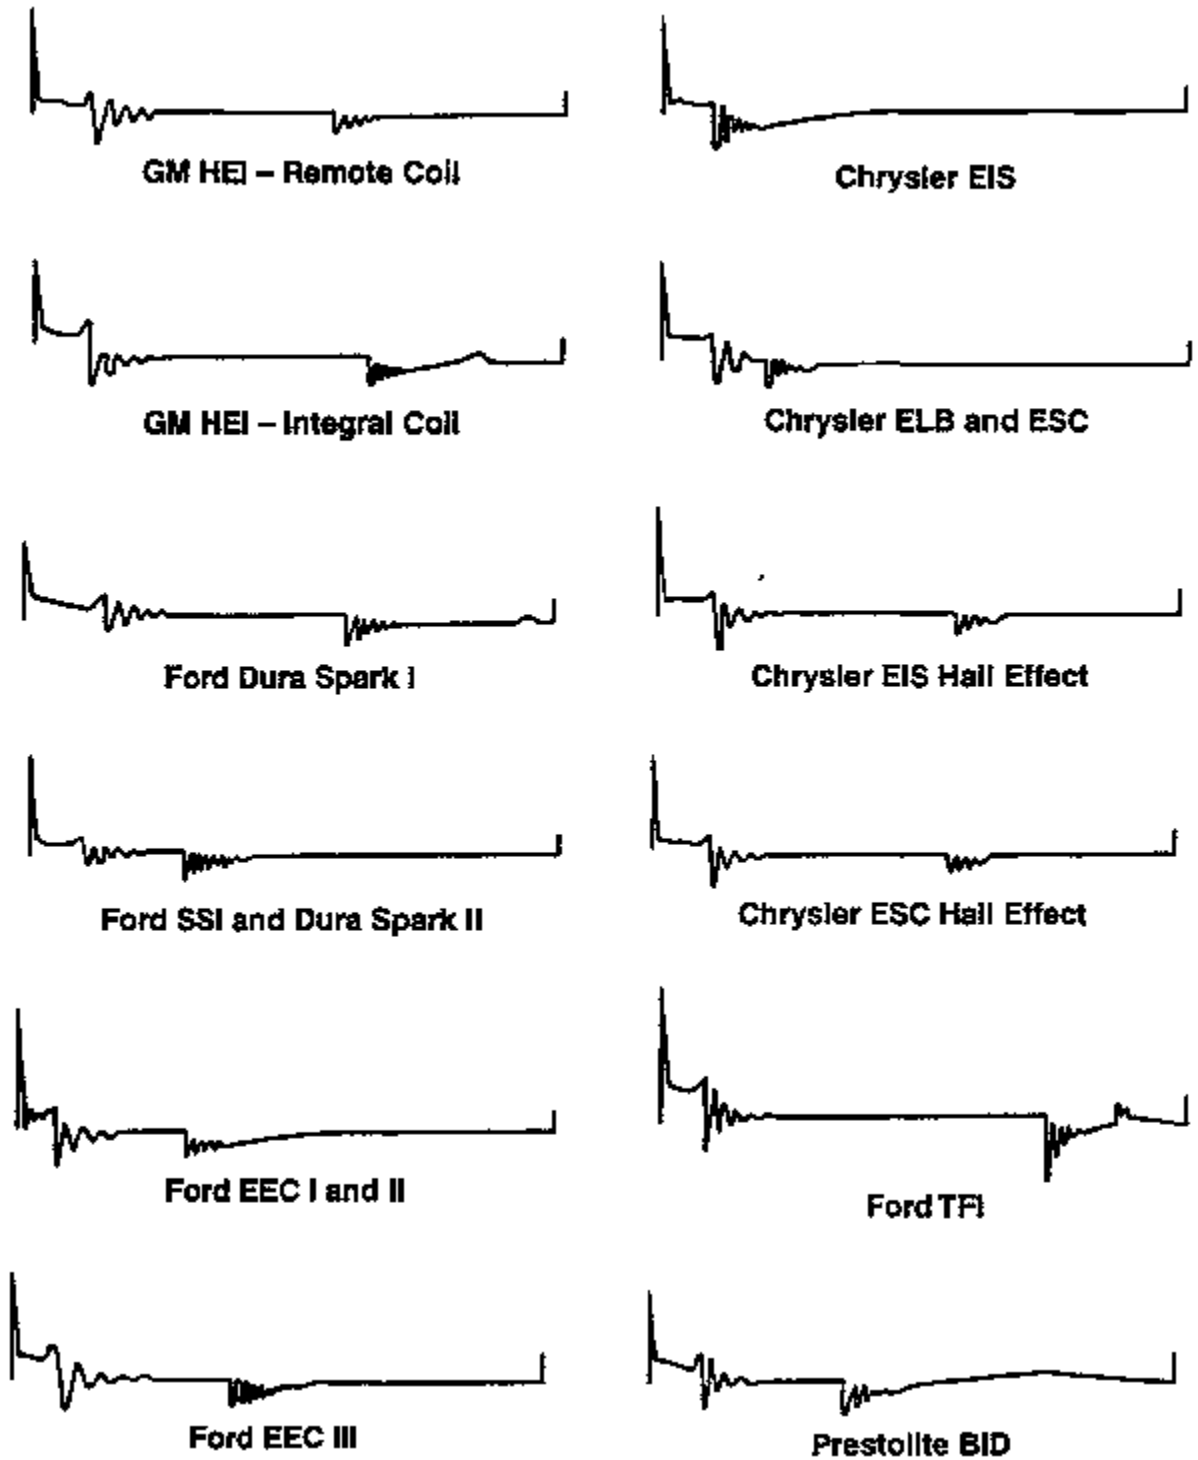 GM HEI – Remote Coil
Chrysler EIS
GM HEI – Integral Coil
Chrysler ELB and ESC
Ford Dura Spark I
Chrysler EIS Hall Effect
Ford SSI and Dura Spark II
Chrysler ESC Hall Effect
Ford EEC I and II
Ford TFI
Ford EEC III
Prestolite BID